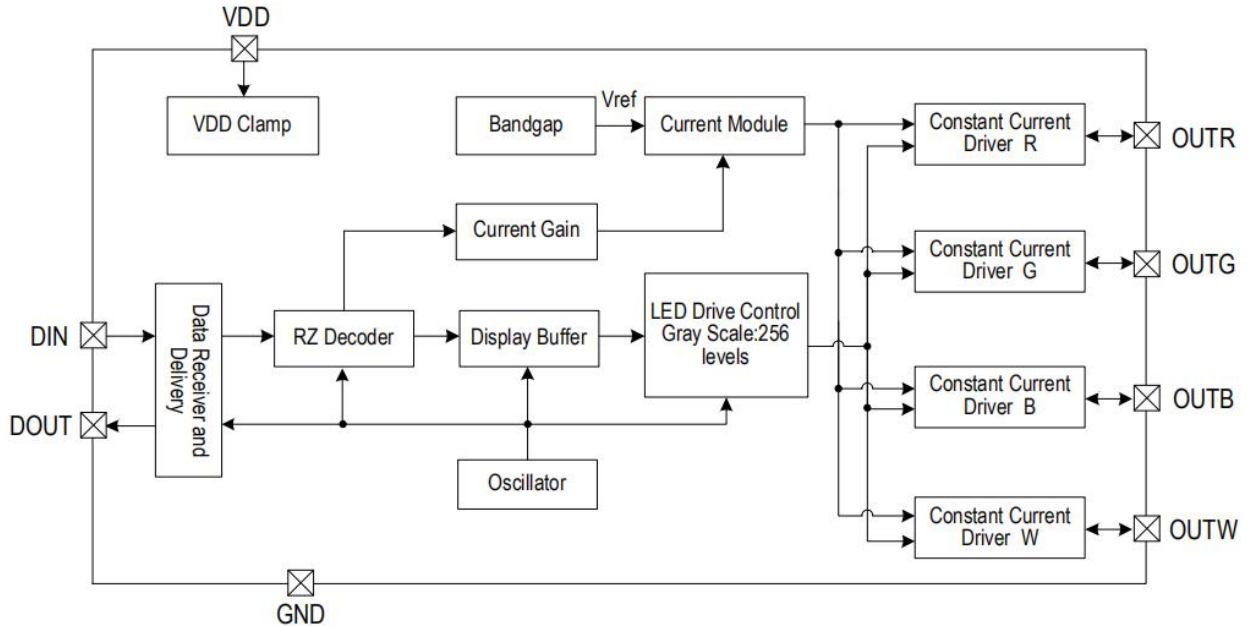 VDD
VDD Clamp
Bandgap
Vref
Current Module
Constant Current
Driver R
OUTR
Current Gain
Constant Current
Driver G
OUTG
DIN
Data Receiver and
Delivery
RZ Decoder
Display Buffer
LED Drive Control
Gray Scale:256
levels
Constant Current
Driver B
OUTB
DOUT
Oscillator
Constant Current
Driver W
OUTW
GND